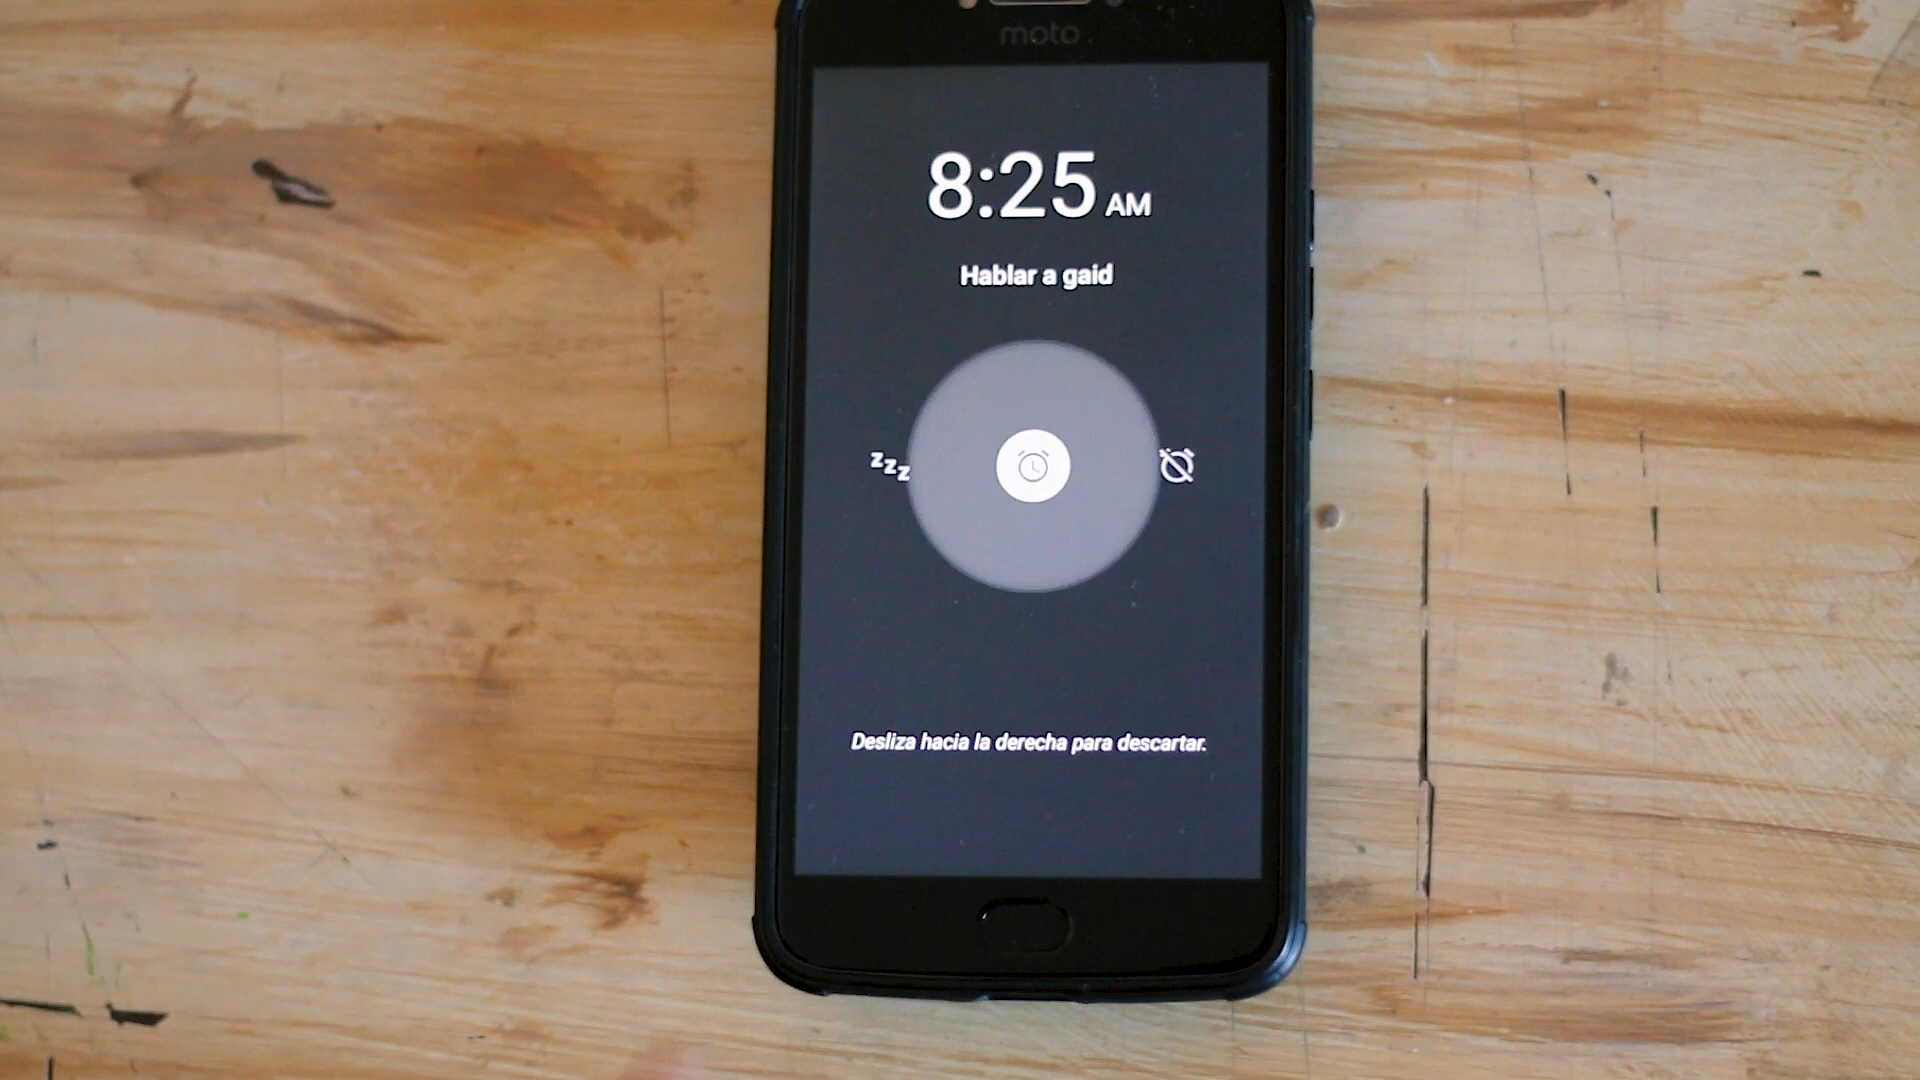 moto
8:25 AM
Hablar a gaid
zzz
Desliza hacia la derecha para descartar.